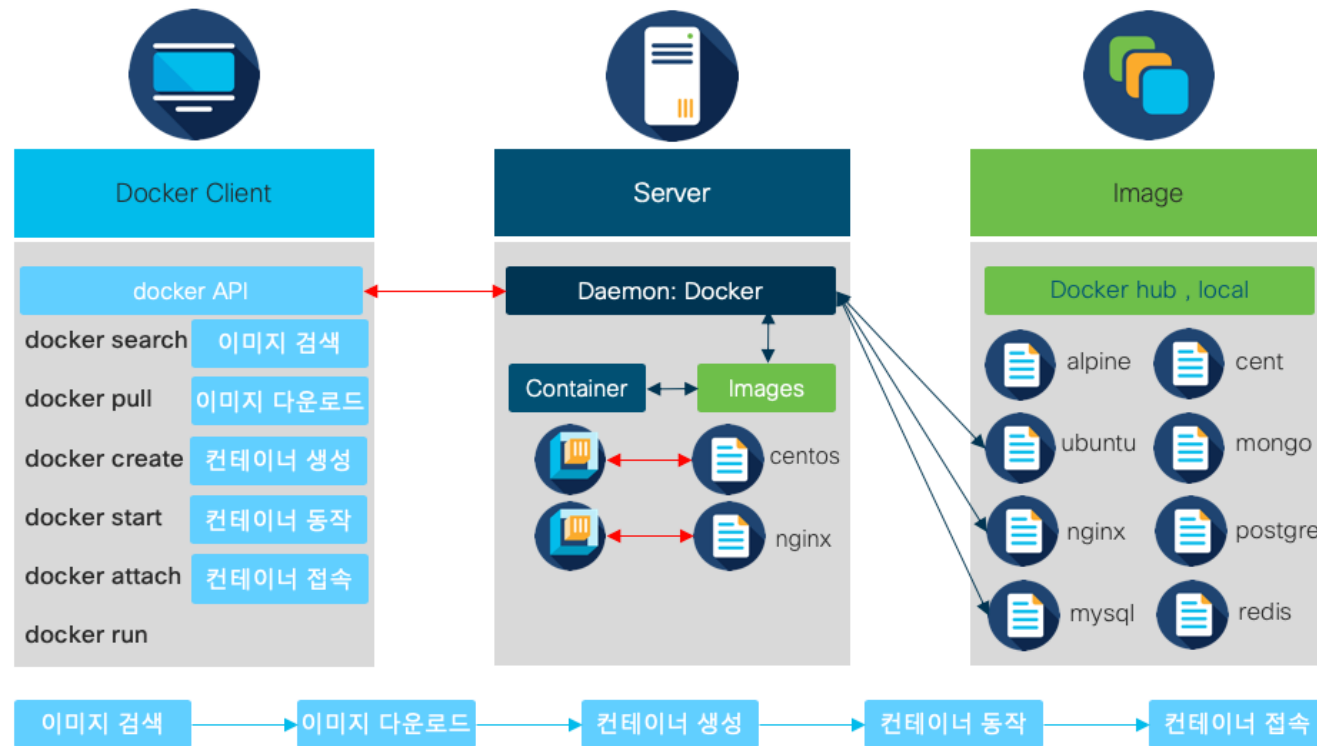 Docker Client
docker API
docker search 이미지 검색
docker pull 이미지 다운로드
docker create 컨테이너 생성
docker start 컨테이너 동작
docker attach 컨테이너 접속
docker run
Server
Daemon: Docker
Container Images
centos
nginx
Image
Docker hub , local
alpine cent
ubuntu mongo
nginx postgre
mysql redis
이미지 검색 이미지 다운로드 컨테이너 생성 컨테이너 동작 컨테이너 접속